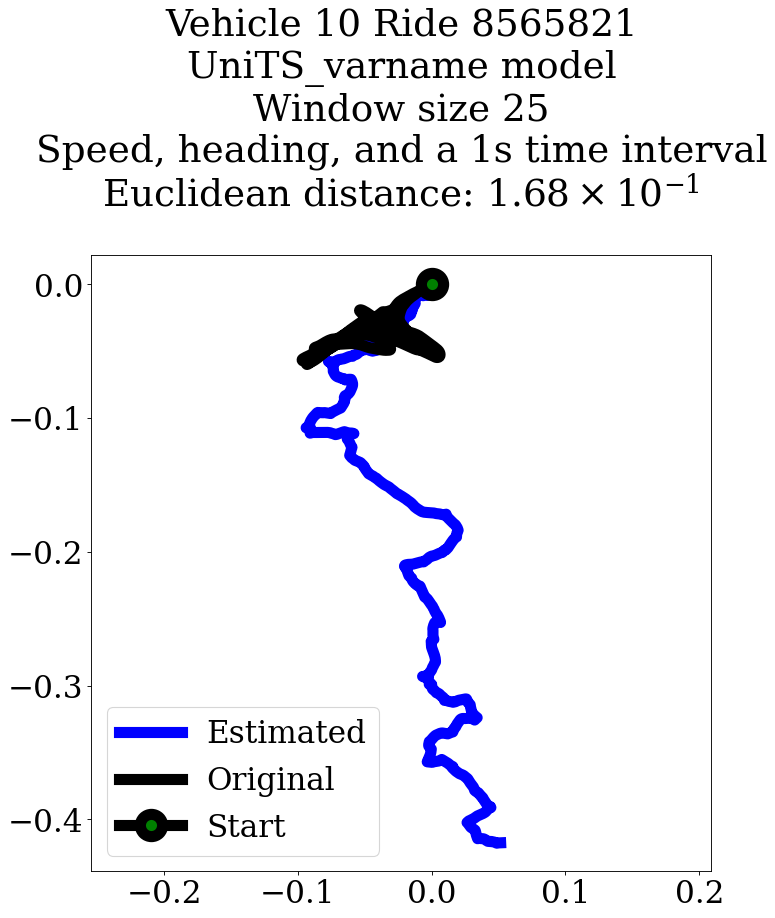 Vehicle 10 Ride 8565821
UniTS_varname model
Window size 25
Speed, heading, and a 1s time interval
Euclidean distance: 1.68 × 10⁻¹
0.0
−0.1
−0.2
−0.3
−0.4
Estimated
Original
Start
−0.2 −0.1 0.0 0.1 0.2